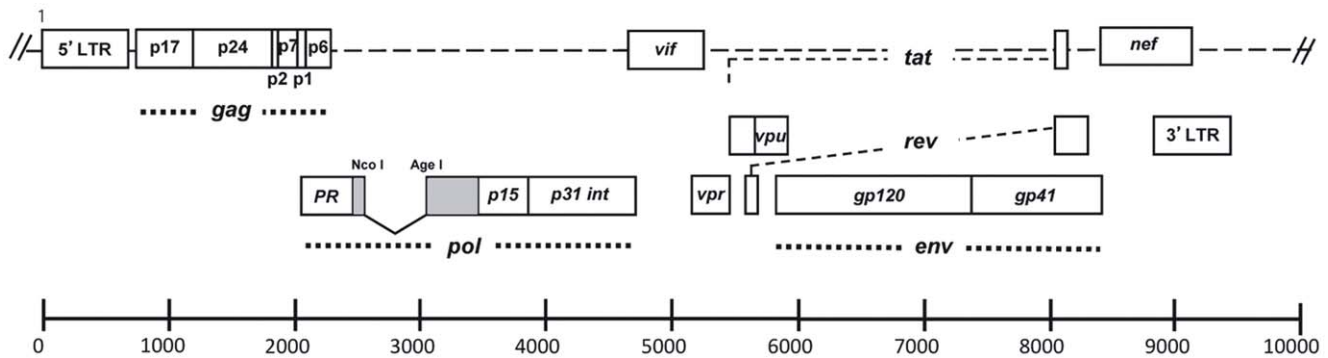 1
5' LTR p17 p24 p7 p6 vif tat nef
p2 p1
gag
vpu rev 3' LTR
Nco I Age I
PR p15 p31 int vpr gp120 gp41
pol env
0 1000 2000 3000 4000 5000 6000 7000 8000 9000 10000